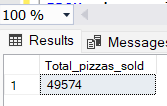 100 %
Results Messages
Total_pizzas_sold
1 49574